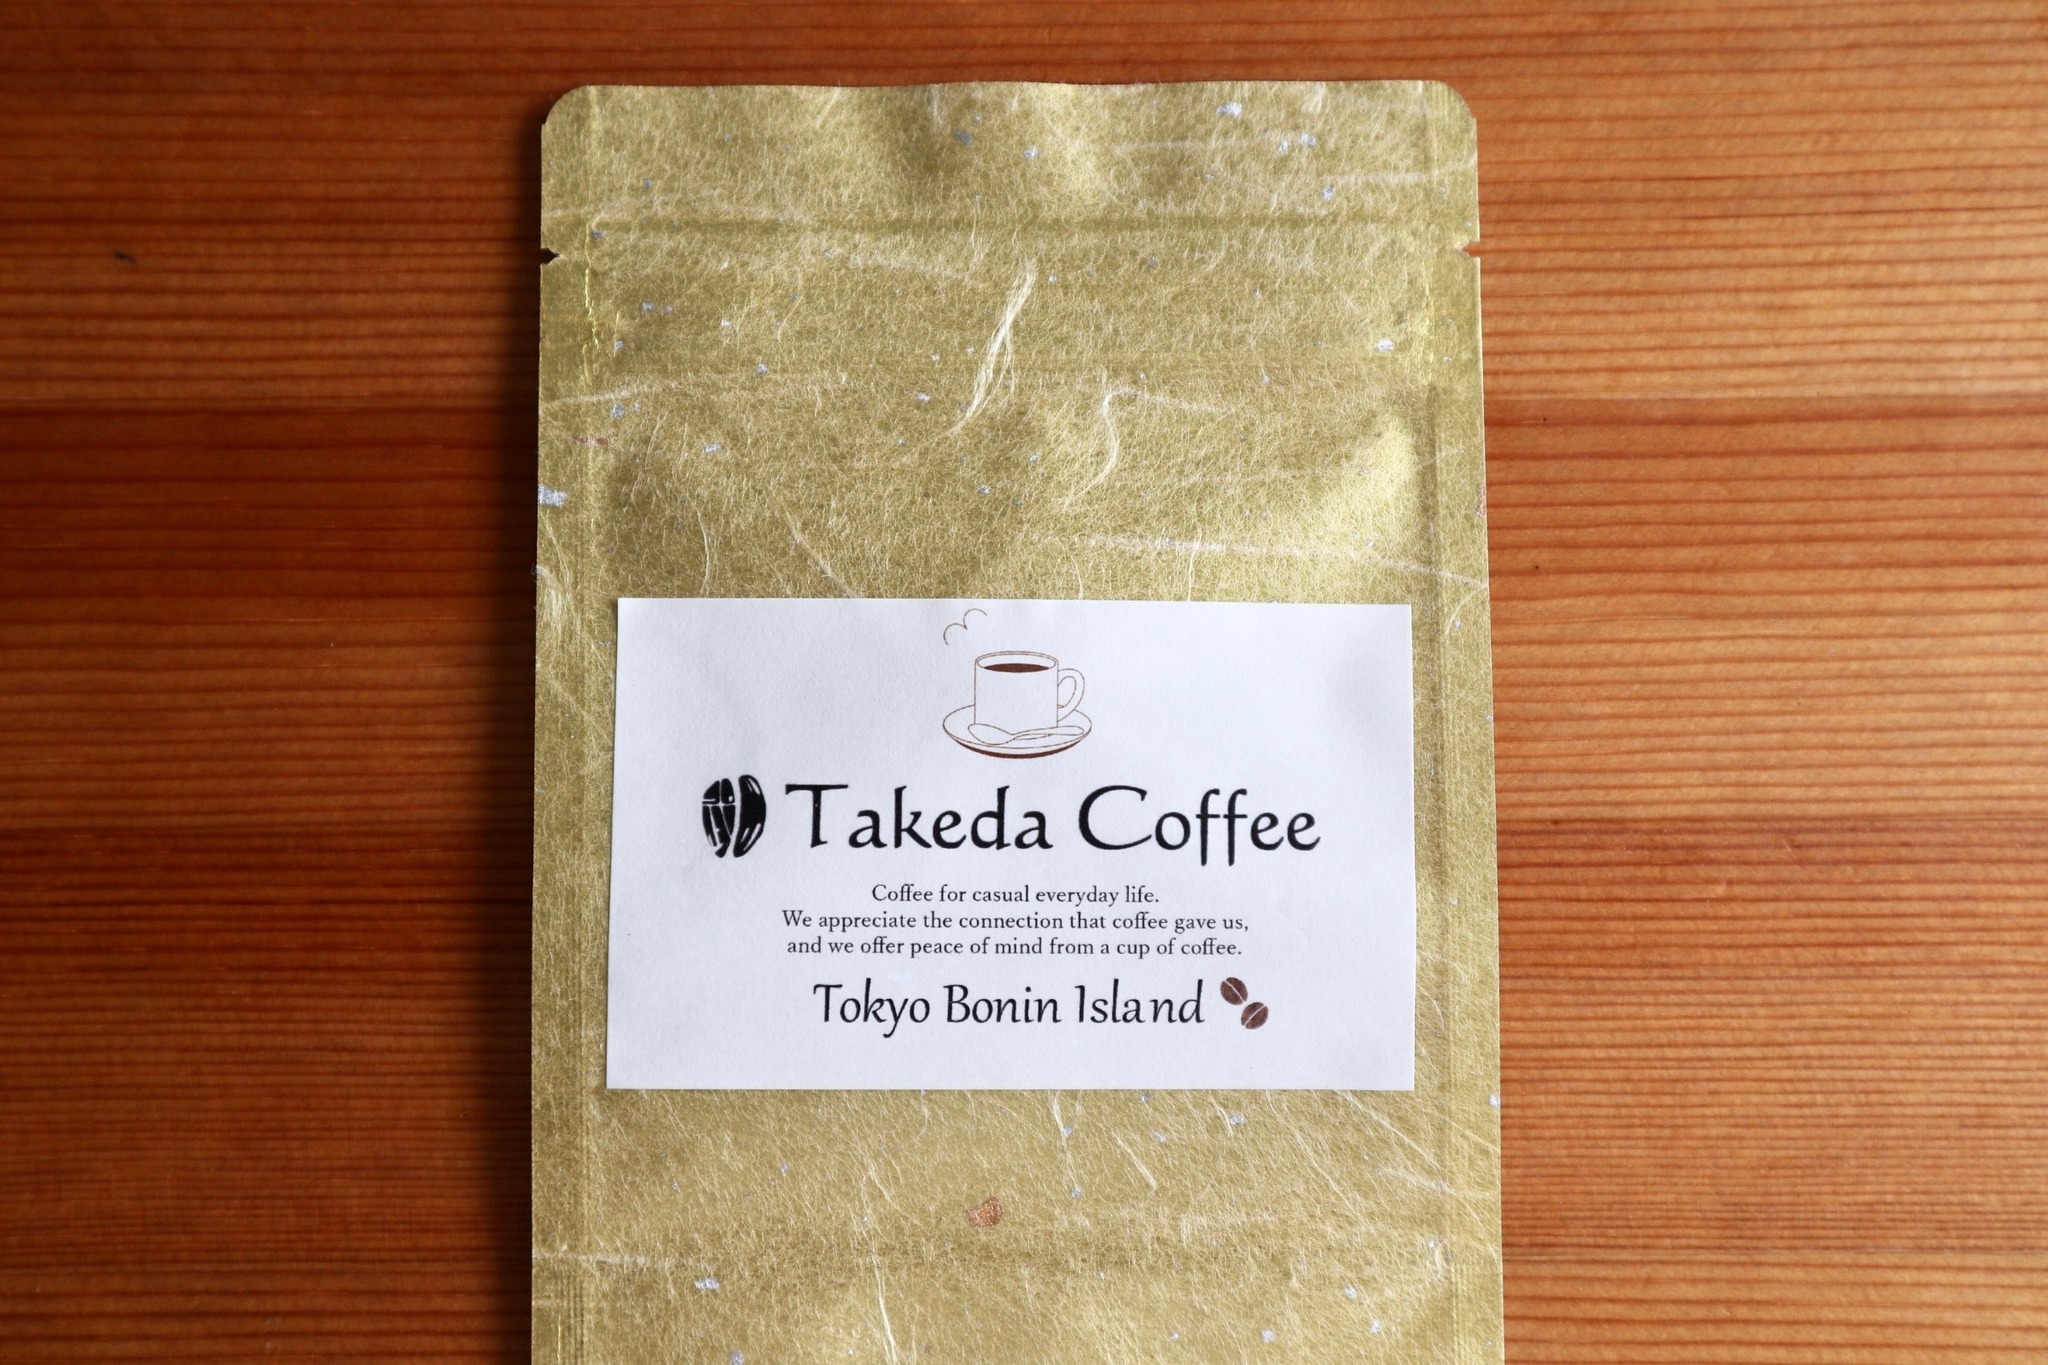 Takeda Coffee
Coffee for casual everyday life.
We appreciate the connection that coffee gave us,
and we offer peace of mind from a cup of coffee.
Tokyo Bonin Island